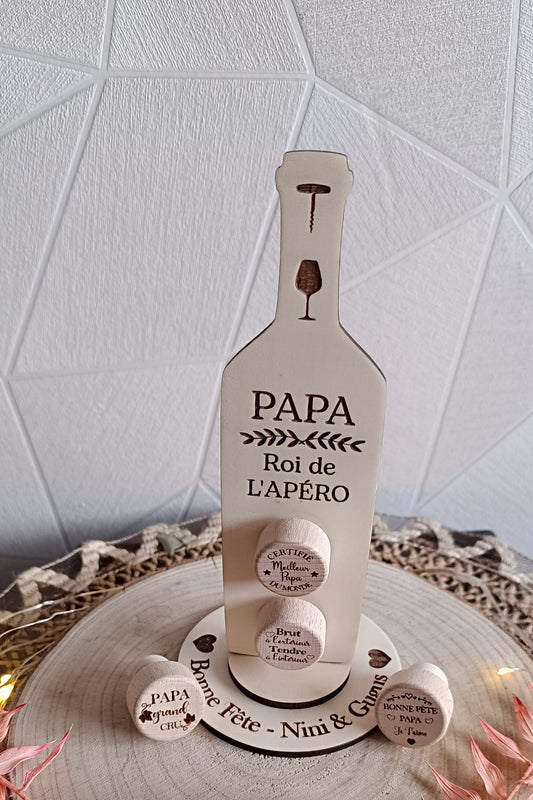 PAPA
Roi de
L'APÉRO
CERTIFIÉ
Meilleur
Papa
DU MONDE
Brut
à l'extérieur
Tendre
à l'intérieur
PAPA
grand
CRU
BONNE FÊTE
PAPA
Je T'aime
Bonne Fête - Nini & Gugus